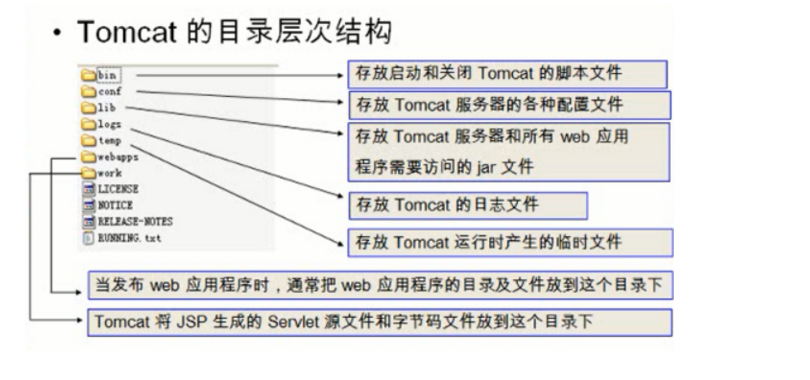 • Tomcat 的目录层次结构
bin
conf
lib
logs
temp
webapps
work
LICENSE
NOTICE
RELEASE-NOTES
RUNNING.txt
存放启动和关闭 Tomcat 的脚本文件
存放 Tomcat 服务器的各种配置文件
存放 Tomcat 服务器和所有 web 应用
程序需要访问的 jar 文件
存放 Tomcat 的日志文件
存放 Tomcat 运行时产生的临时文件
当发布 web 应用程序时，通常把 web 应用程序的目录及文件放到这个目录下
Tomcat 将 JSP 生成的 Servlet 源文件和字节码文件放到这个目录下